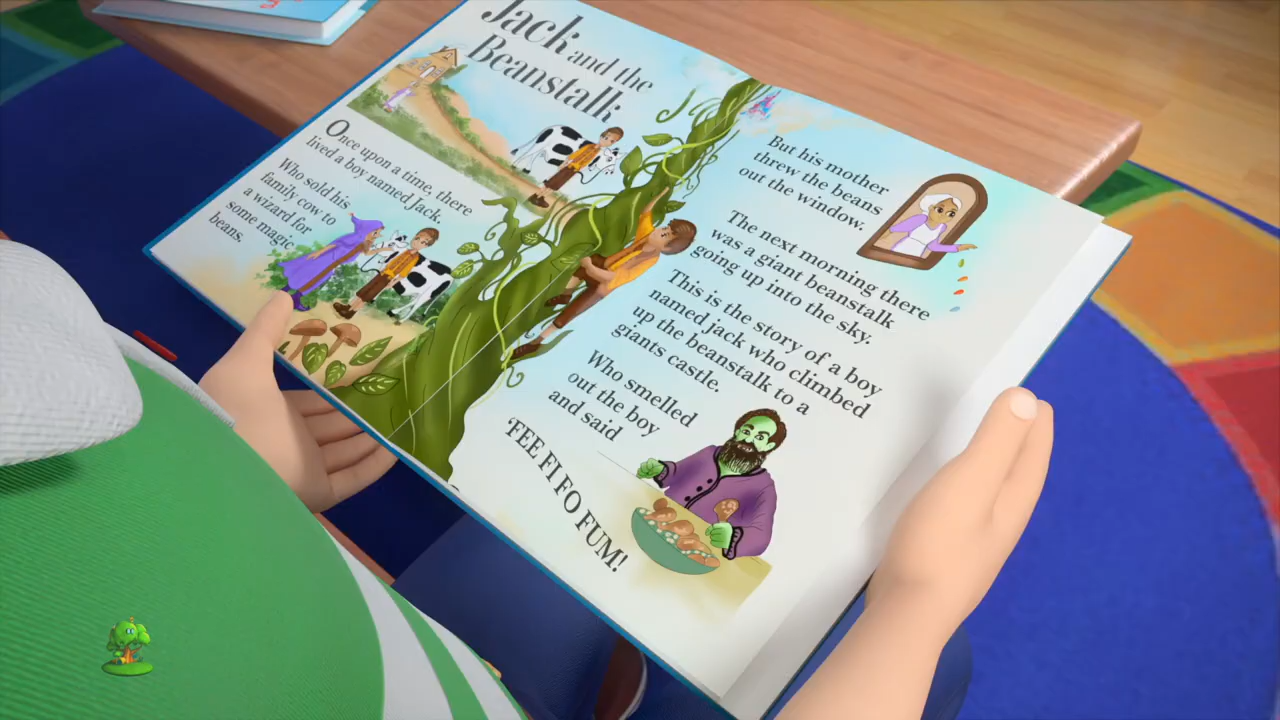 Jack and the
Beanstalk
Once upon a time, there
lived a boy named Jack,
Who sold his
family cow to
a wizard for
some magic
beans.
But his mother
threw the beans
out the window.
The next morning there
was a giant beanstalk
going up into the sky.
This is the story of a boy
named jack who climbed
up the beanstalk to a
giants castle.
Who smelled
out the boy
and said
'FEE FI FO FUM!